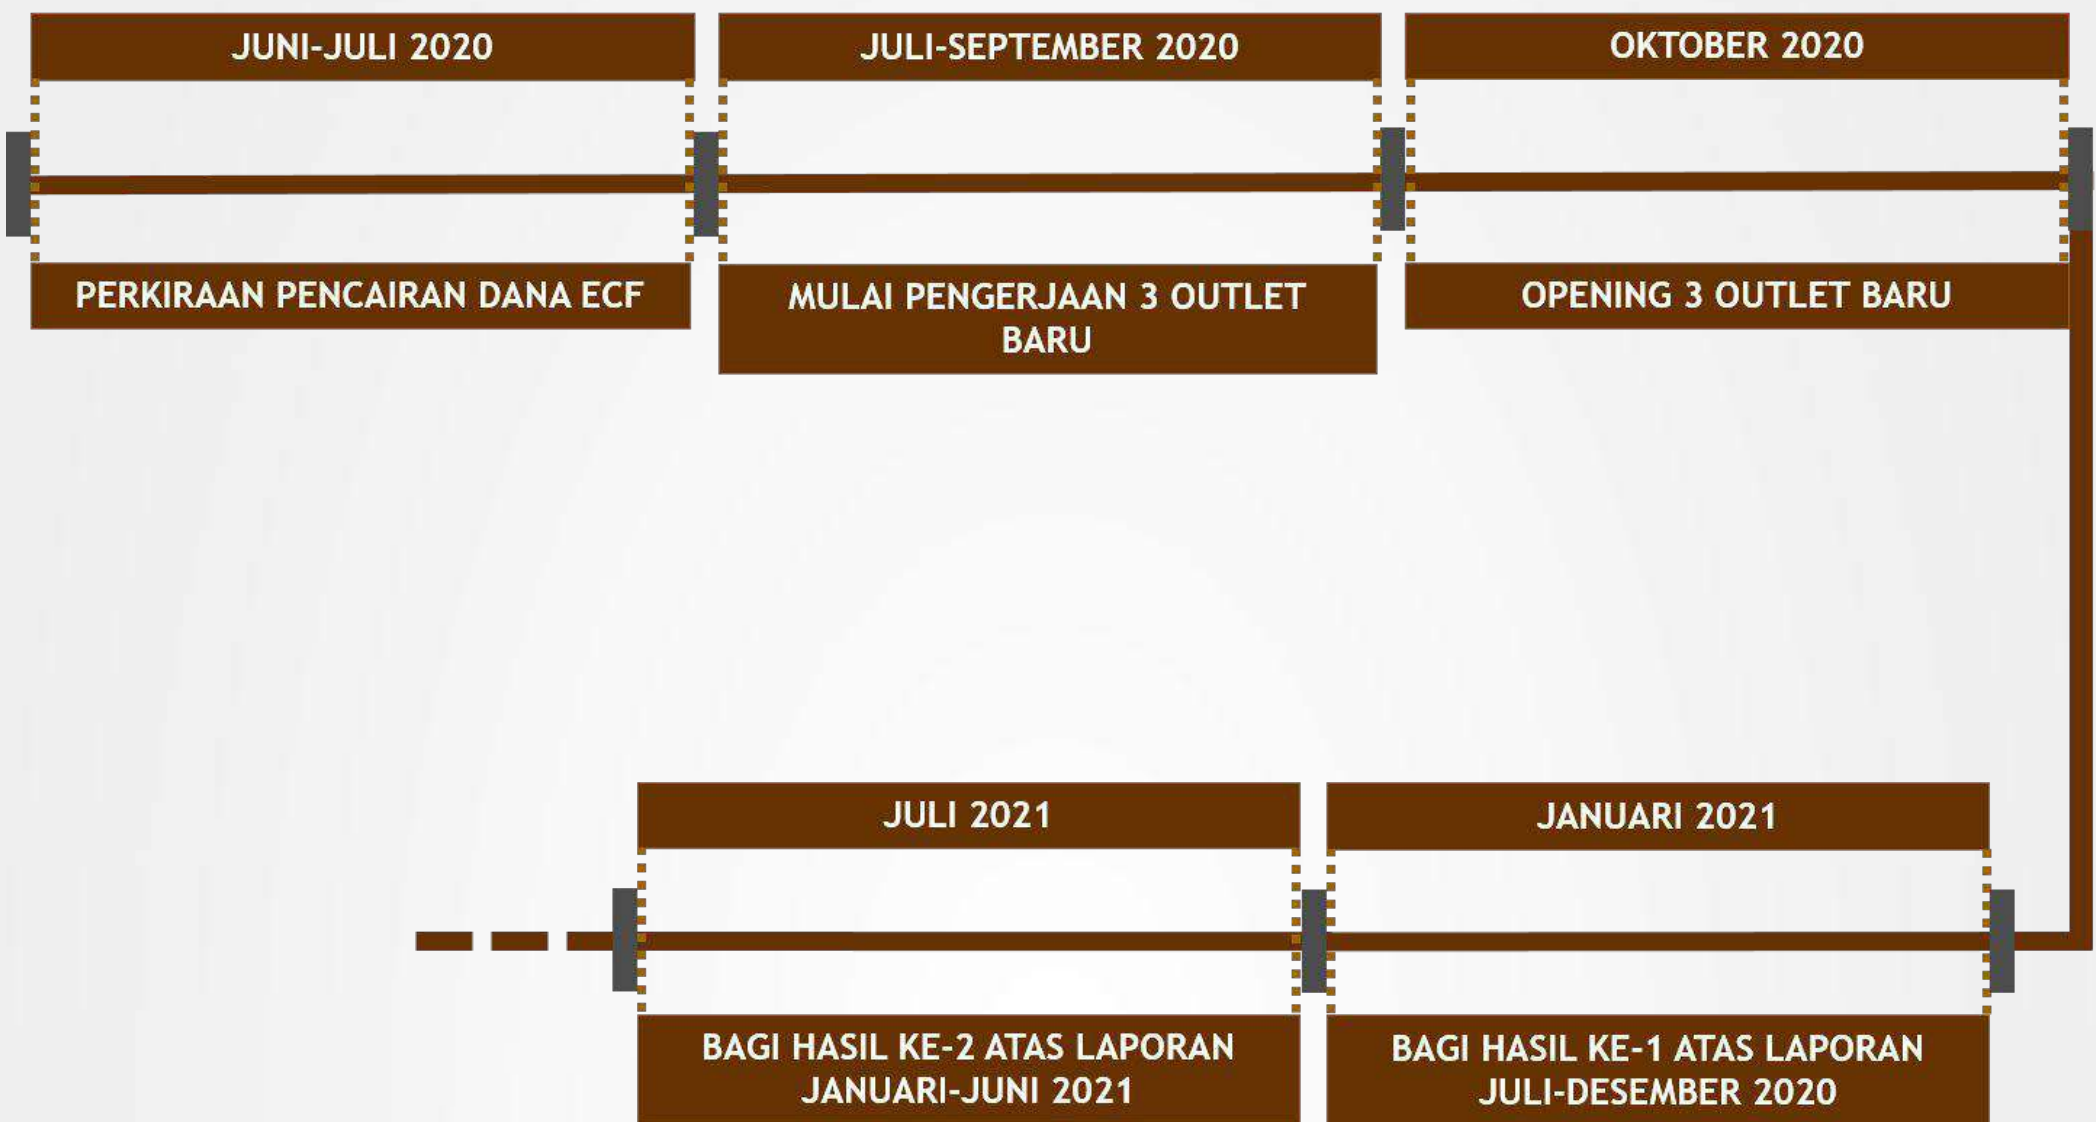 JUNI-JULI 2020
JULI-SEPTEMBER 2020
OKTOBER 2020
PERKIRAAN PENCAIRAN DANA ECF
MULAI PENGERJAAN 3 OUTLET
BARU
OPENING 3 OUTLET BARU
JULI 2021
JANUARI 2021
BAGI HASIL KE-2 ATAS LAPORAN
JANUARI-JUNI 2021
BAGI HASIL KE-1 ATAS LAPORAN
JULI-DESEMBER 2020